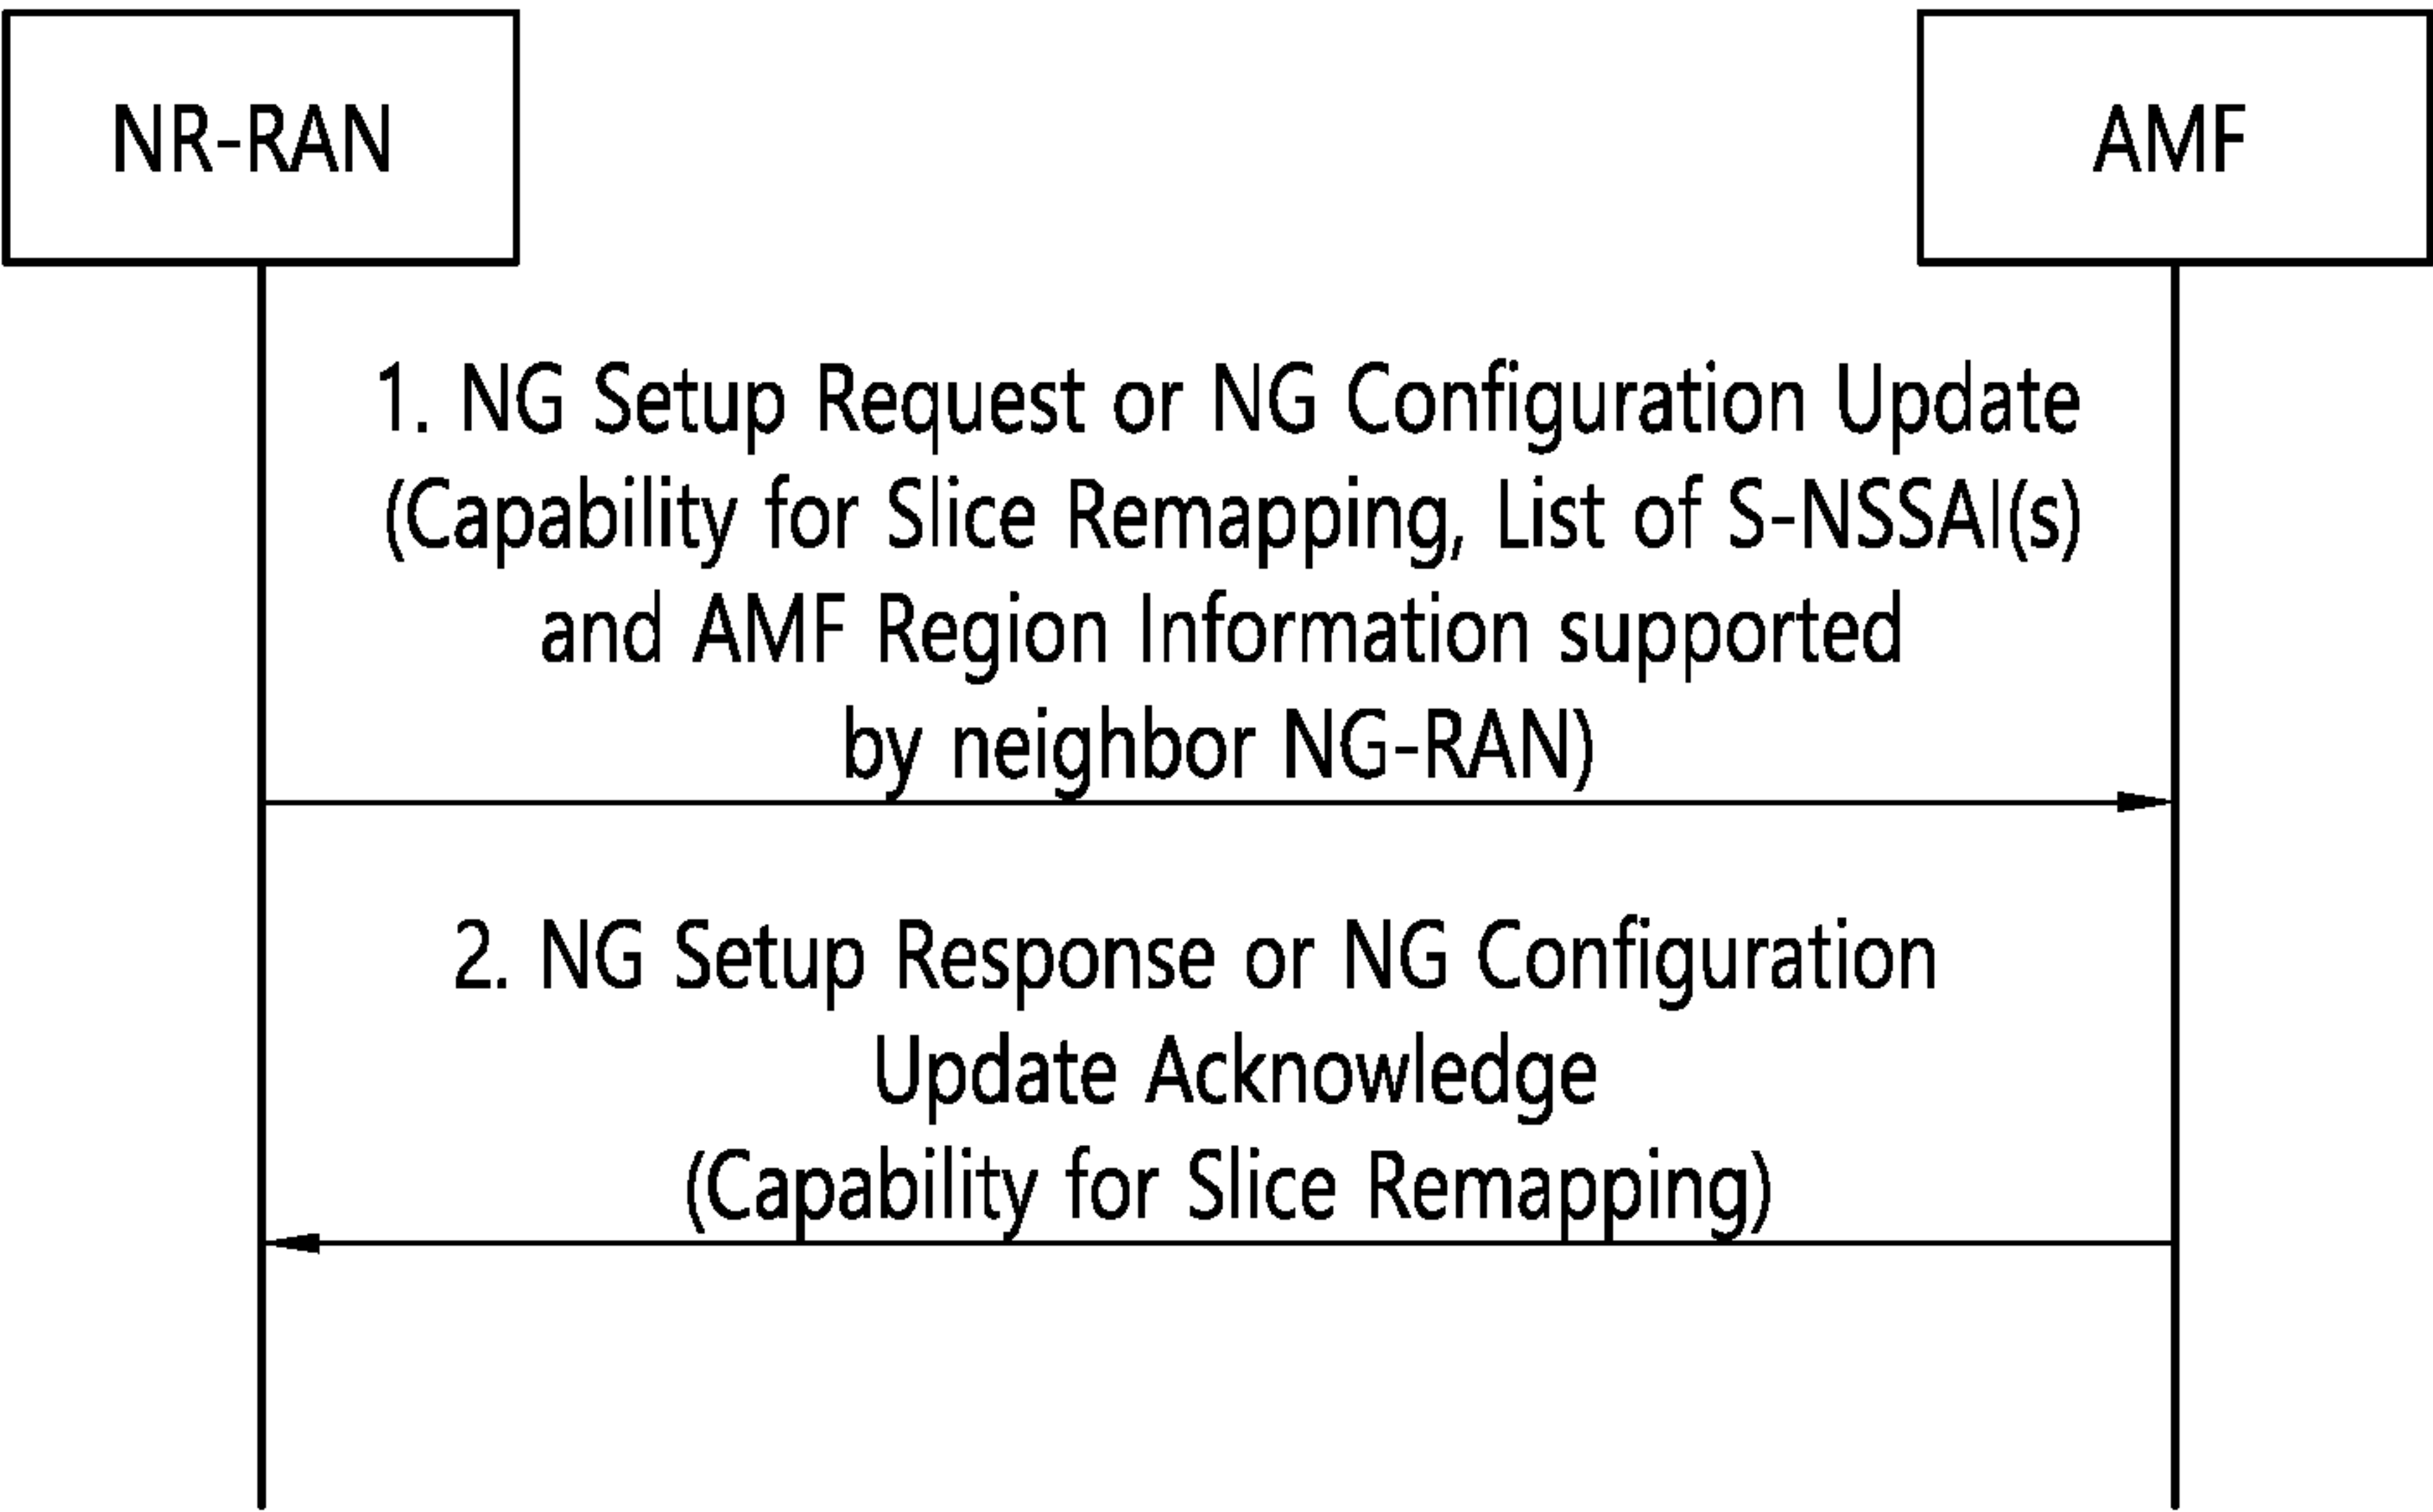 NR-RAN
AMF
1. NG Setup Request or NG Configuration Update
(Capability for Slice Remapping, List of S-NSSAI(s)
and AMF Region Information supported
by neighbor NG-RAN)
2. NG Setup Response or NG Configuration
Update Acknowledge
(Capability for Slice Remapping)